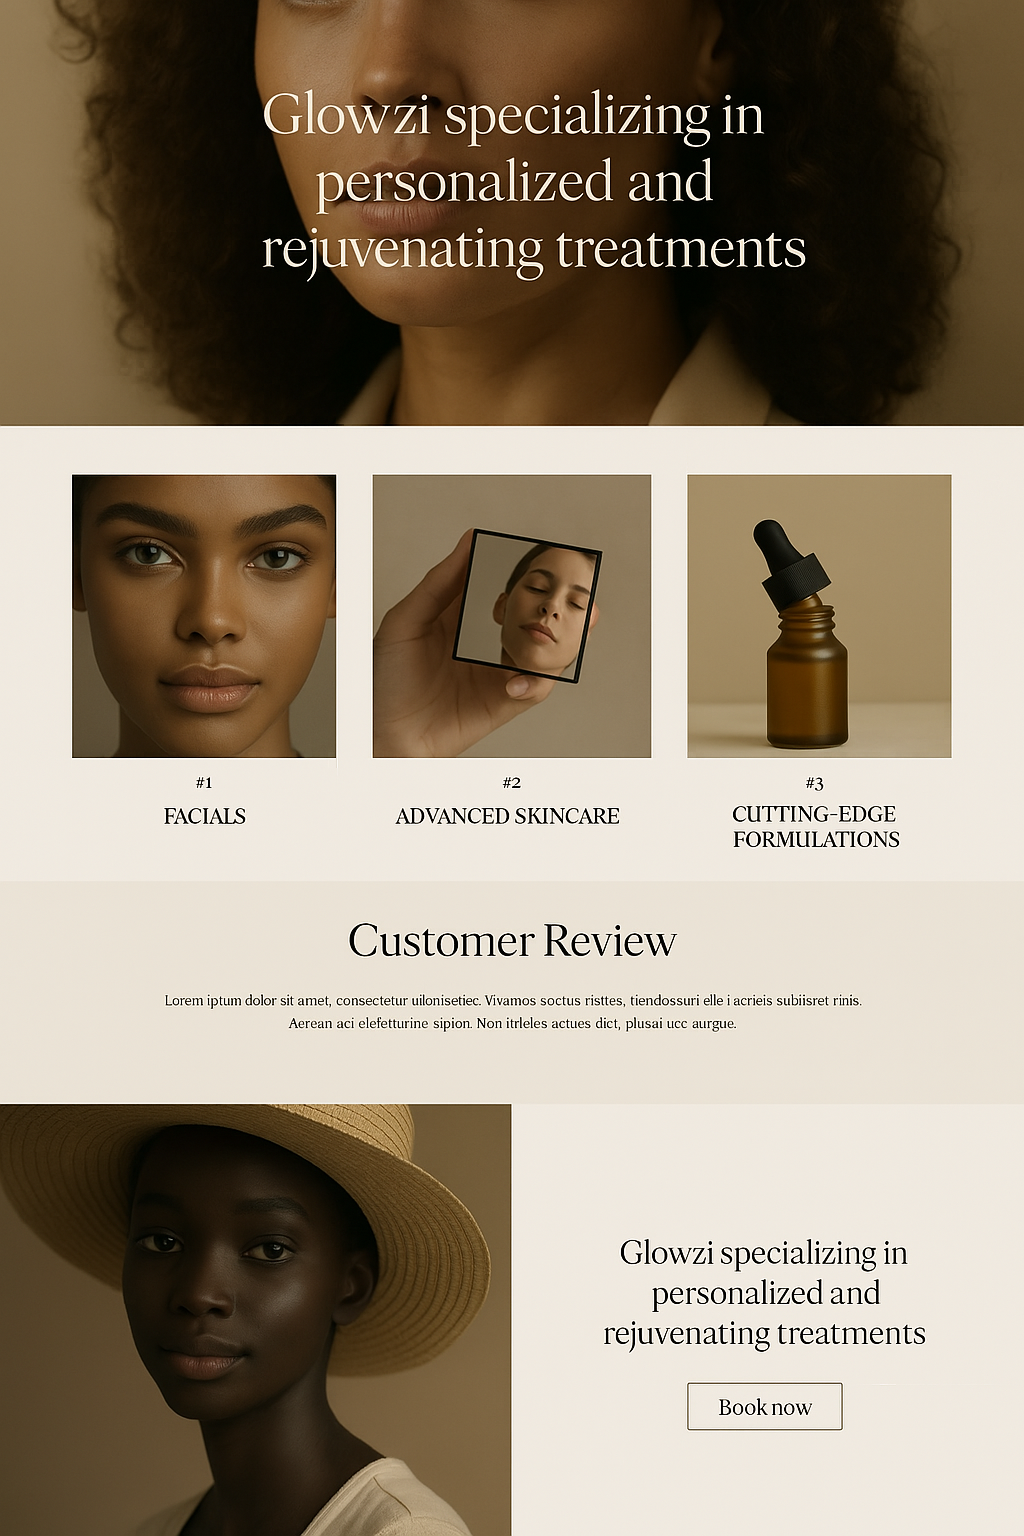 Glowzi specializing in
personalized and
rejuvenating treatments
#1
FACIALS
#2
ADVANCED SKINCARE
#3
CUTTING-EDGE
FORMULATIONS
Customer Review
Lorem iptum dolor sit amet, consectetur uilonisetiec. Vivamos soctus risttes, tiendossuri elle i acrieis subiisret rinis.
Aerean aci elefetturine sipion. Non itrleles actues dict, plusai ucc aurgue.
Glowzi specializing in
personalized and
rejuvenating treatments
Book now